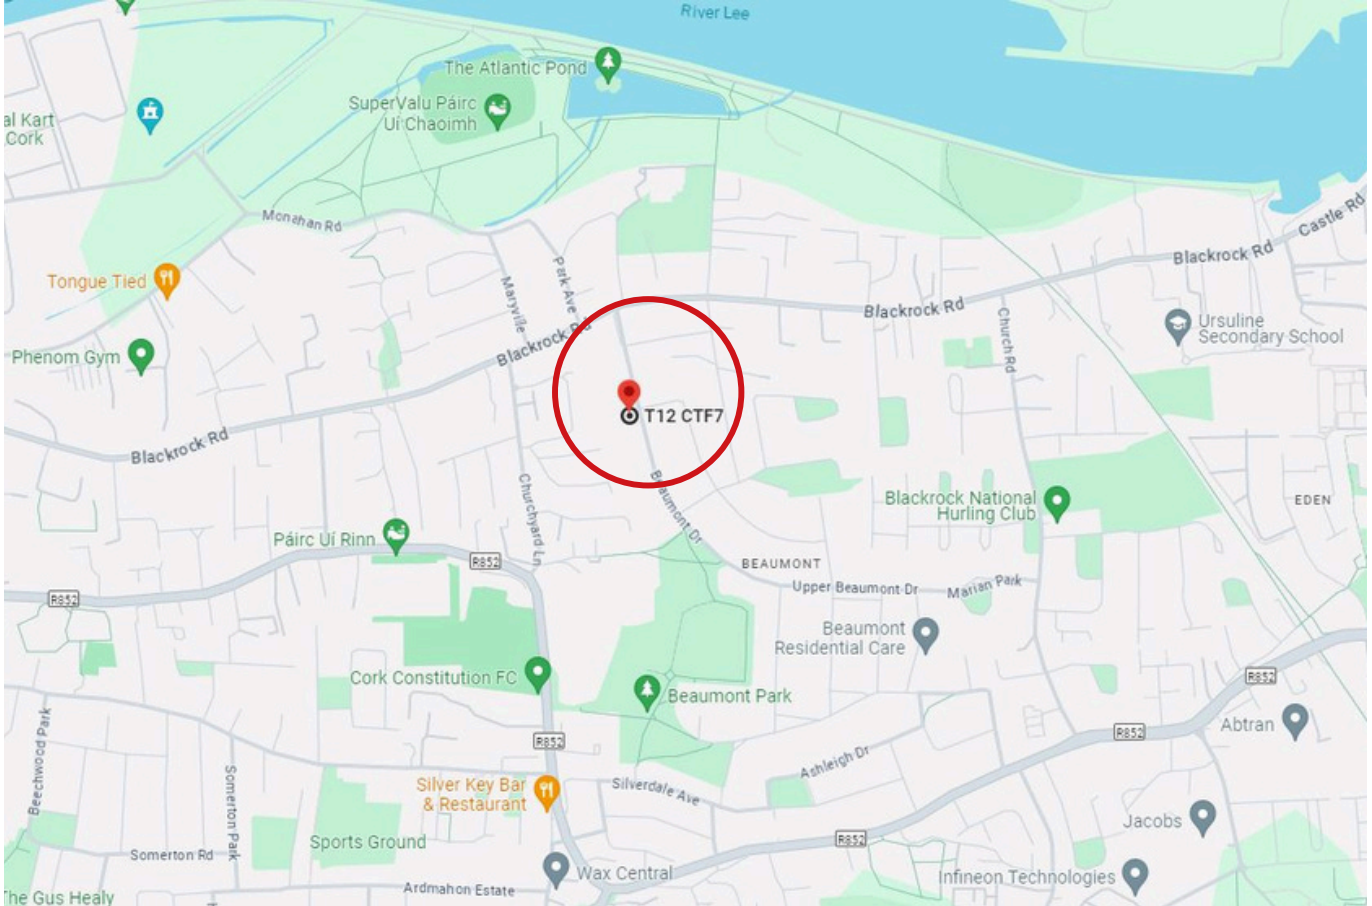 River Lee
The Atlantic Pond
SuperValu Páirc
Uí Chaoimh
al Kart
Cork
Monahan Rd
Castle Rd
Blackrock Rd
Tongue Tied
Park Ave
Maryville
Blackrock Rd
Church Rd
Ursuline
Secondary School
Phenom Gym
Blackrock Rd
T12 CTF7
Blackrock Rd
Churchyard Ln
Beaumont Dr
Blackrock National
Hurling Club
EDEN
Páirc Uí Rinn
R852
BEAUMONT
R852
Upper Beaumont Dr
Marian Park
Beaumont
Residential Care
Cork Constitution FC
Beaumont Park
R852
Abtran
R852
R852
Beechwood Park
Somerton Park
Ashleigh Dr
Silver Key Bar
& Restaurant
Silverdale Ave
Jacobs
R852
Sports Ground
Somerton Rd
Wax Central
Infineon Technologies
Ardmahon Estate
The Gus Healy